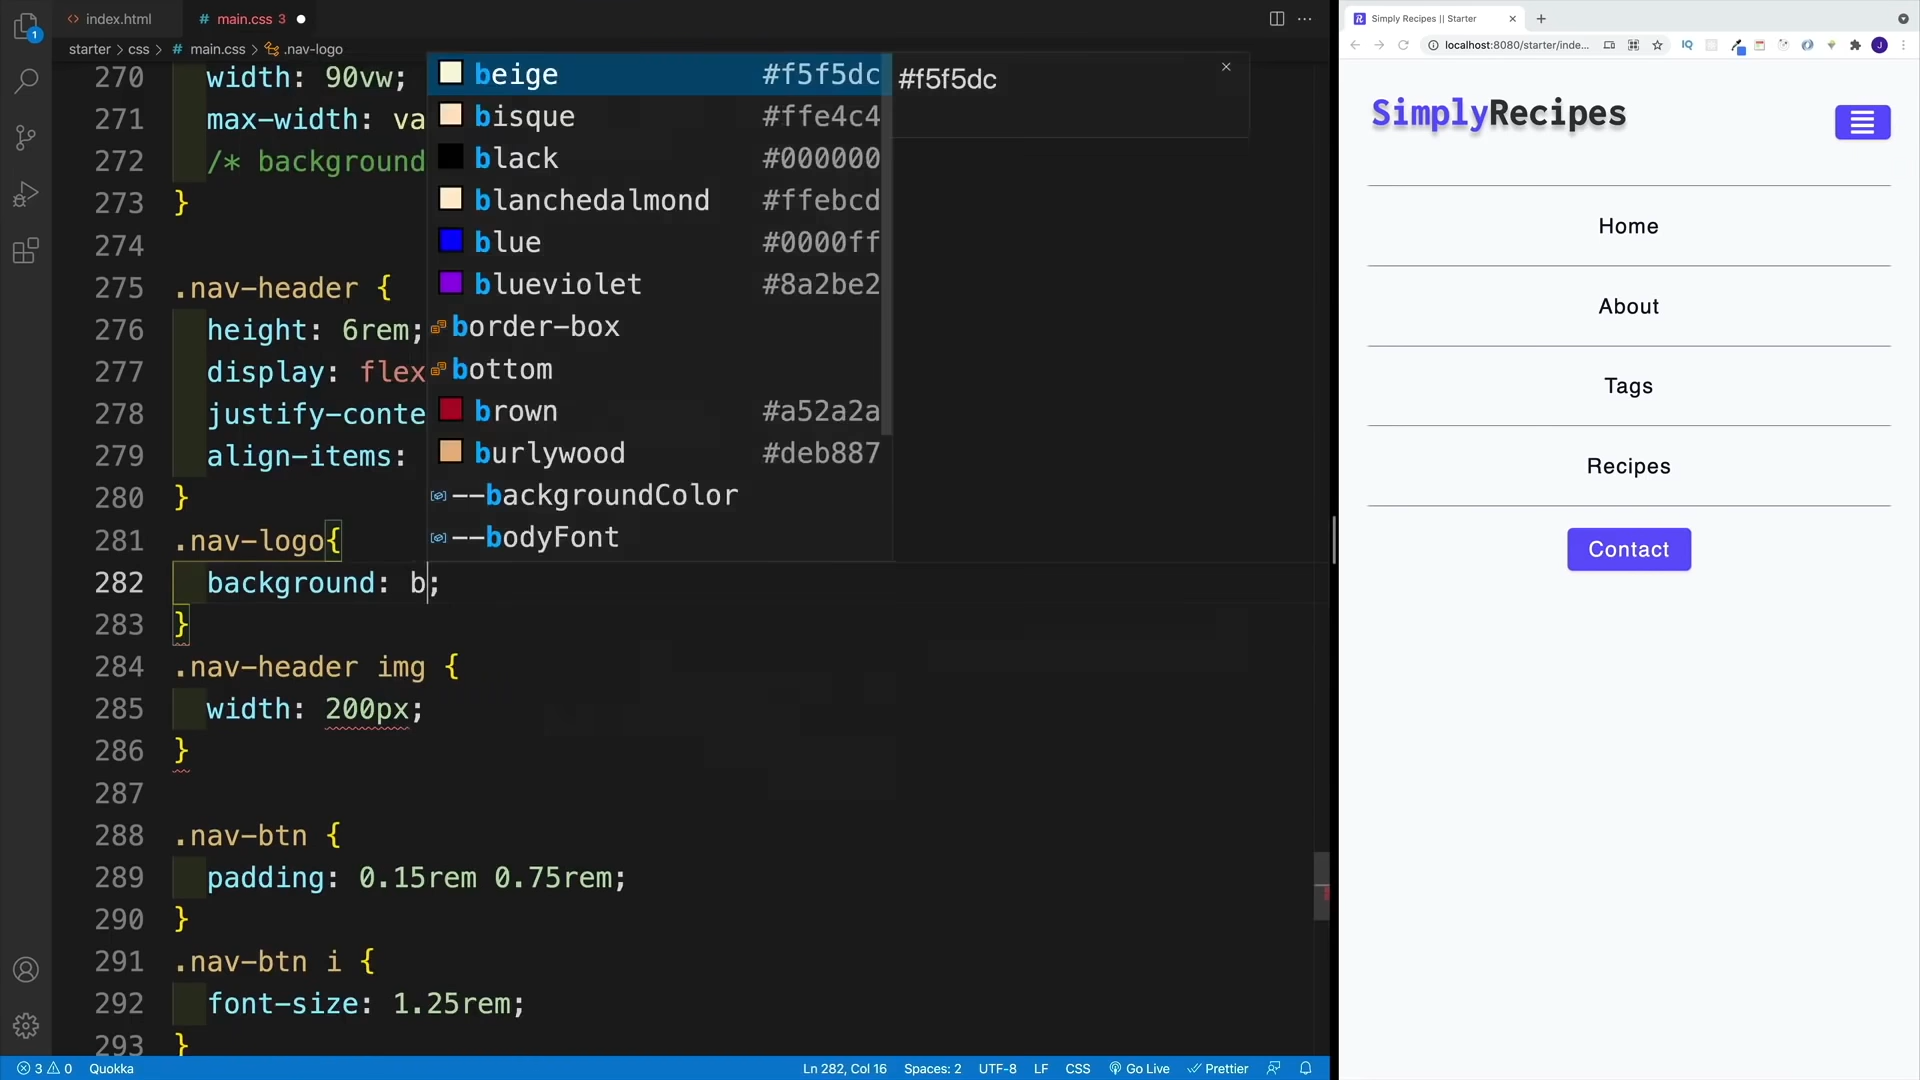 index.html
main.css 3
starter > css > # main.css > .nav-logo
270 width: 90vw;
271 max-width: va
272 /* background
273 }
274
275 .nav-header {
276 height: 6rem;
277 display: flex
278 justify-conte
279 align-items:
280 }
281 .nav-logo{
282 background: b;
283 }
284 .nav-header img {
285 width: 200px;
286 }
287
288 .nav-btn {
289 padding: 0.15rem 0.75rem;
290 }
291 .nav-btn i {
292 font-size: 1.25rem;
293 }
beige #f5f5dc
bisque #ffe4c4
black #000000
blanchedalmond #ffebcd
blue #0000ff
blueviolet #8a2be2
border-box
bottom
brown #a52a2a
burlywood #deb887
--backgroundColor
--bodyFont
#f5f5dc
1
3 0 Quokka Ln 282, Col 16 Spaces: 2 UTF-8 LF CSS Go Live Prettier
Simply Recipes || Starter
localhost:8080/starter/inde...
IQ
J
SimplyRecipes
Home
About
Tags
Recipes
Contact